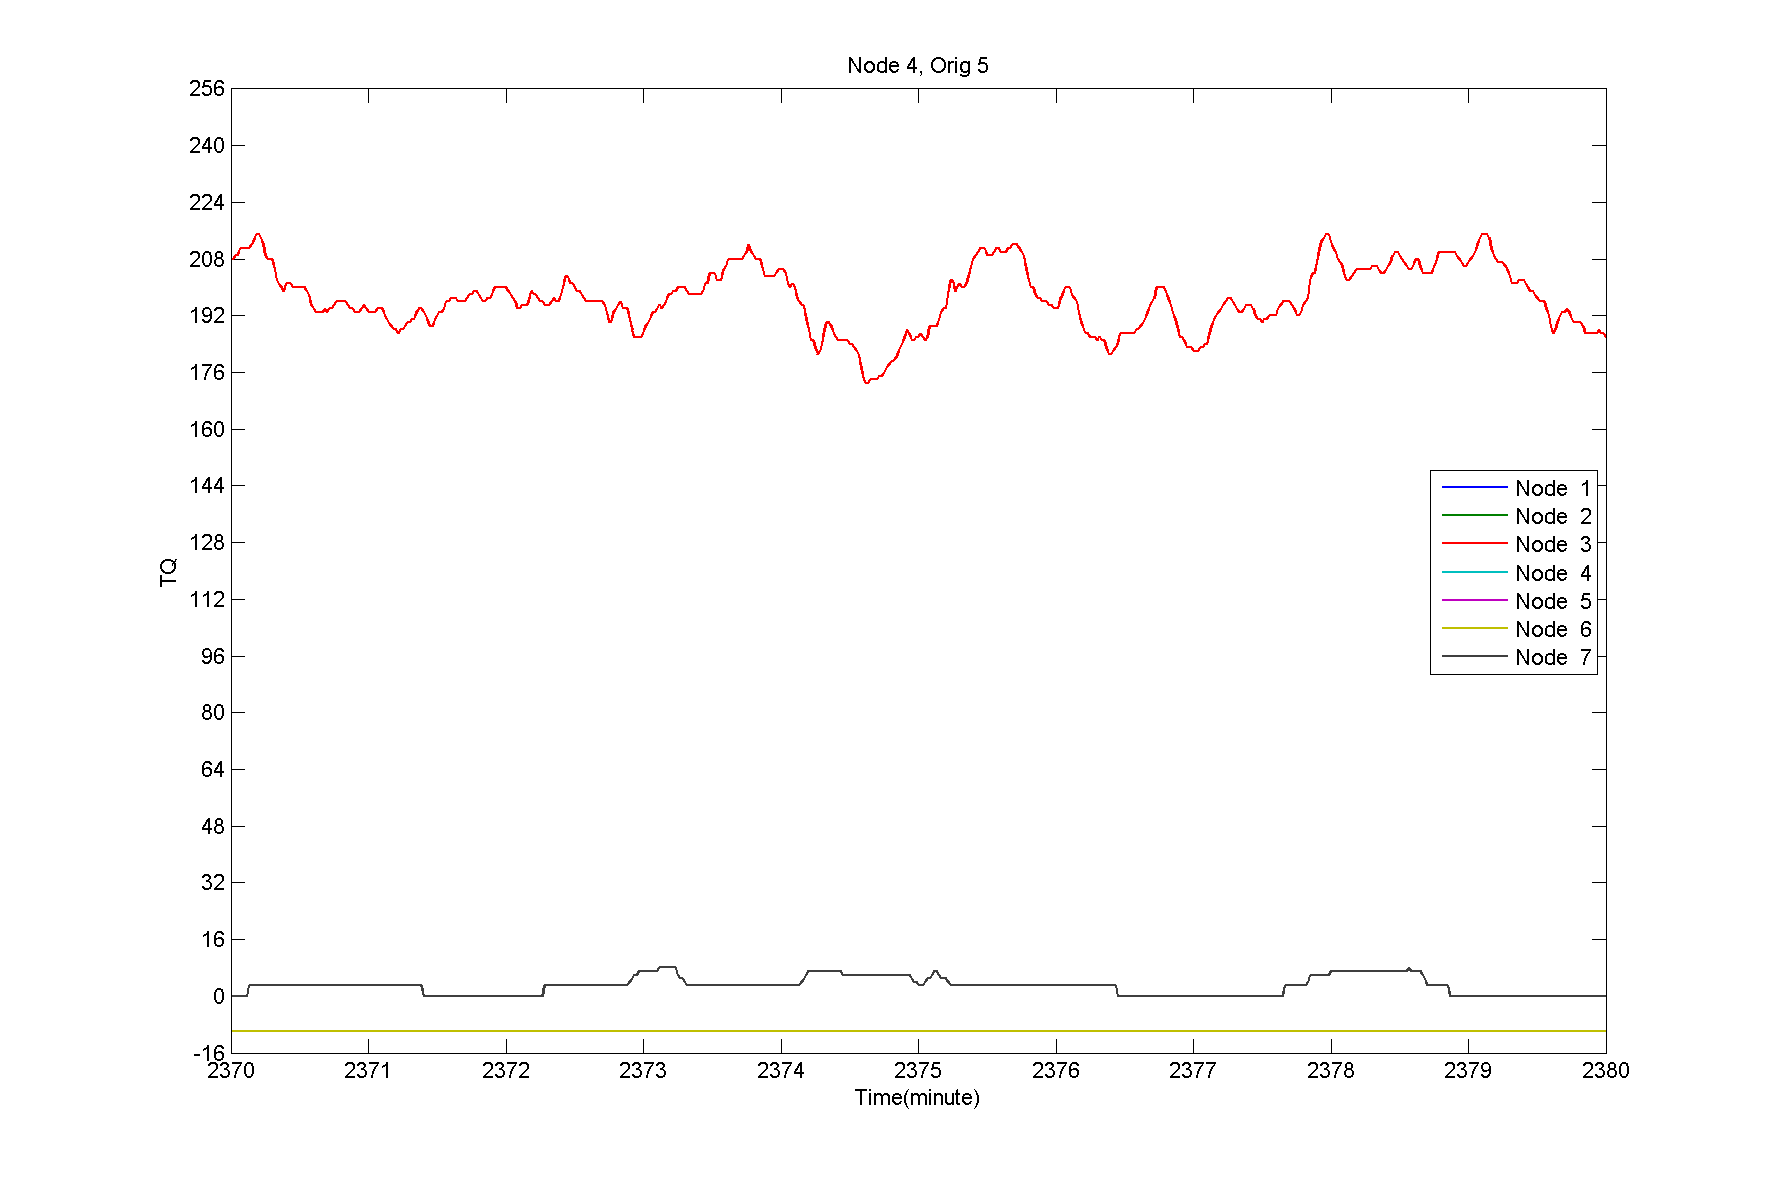 Node 4, Orig 5
256
240
224
208
192
176
160
144
128
112
96
80
64
48
32
16
0
-16
TQ
Node 1
Node 2
Node 3
Node 4
Node 5
Node 6
Node 7
2370 2371 2372 2373 2374 2375 2376 2377 2378 2379 2380
Time(minute)